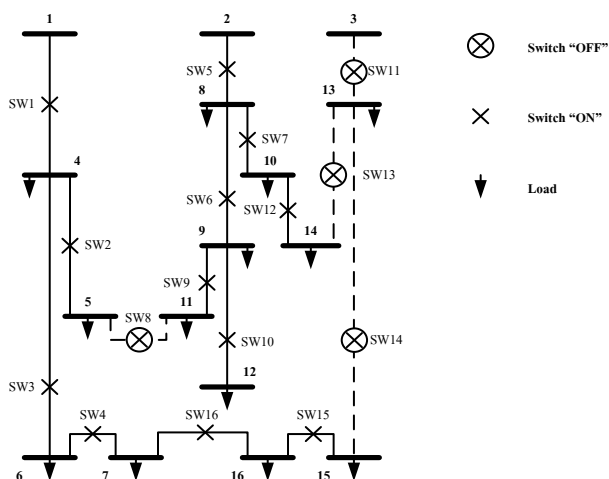 1
2
3
SW5
SW11
Switch “OFF”
8
13
SW1
SW7
Switch “ON”
4
10
SW13
SW6
SW12
Load
SW2
9
14
SW9
5
SW8
11
SW10
SW14
12
SW3
SW4
SW16
SW15
6
7
16
15